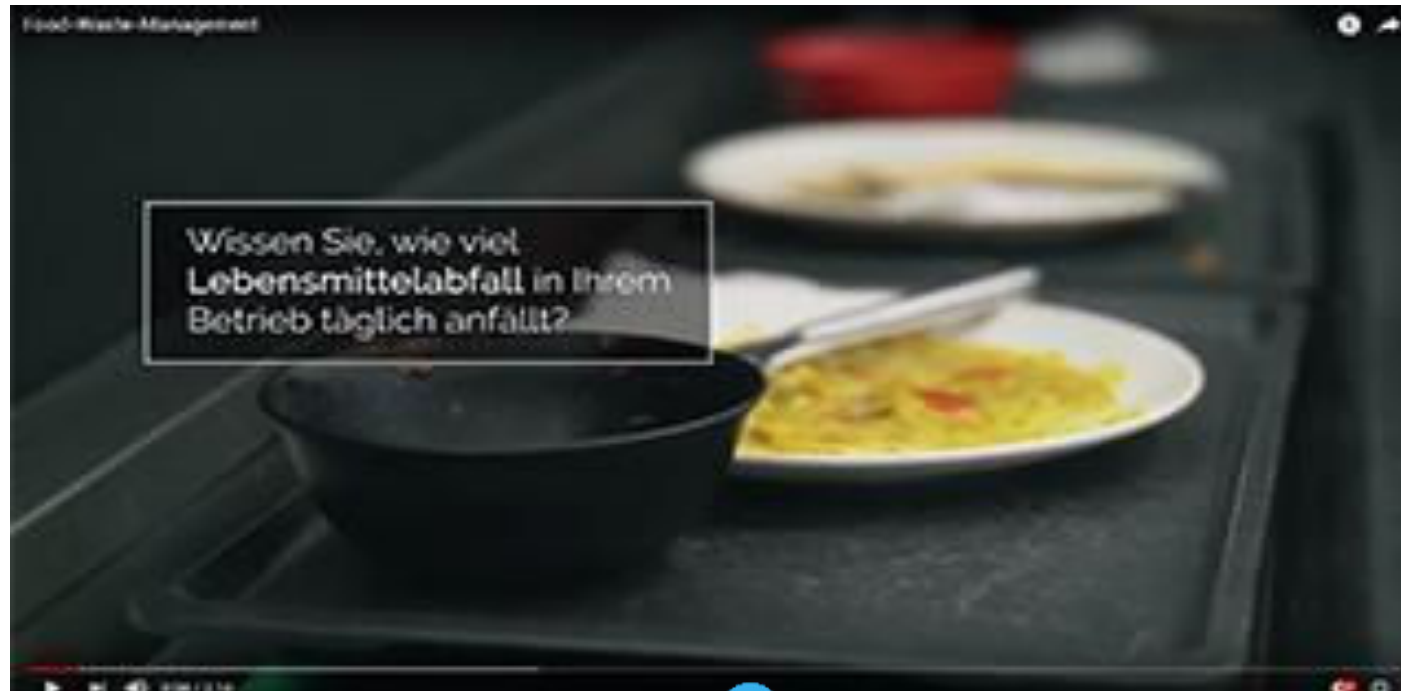 Food-Waste-Management
Wissen Sie, wie viel
Lebensmittelabfall in Ihrem
Betrieb täglich anfällt?